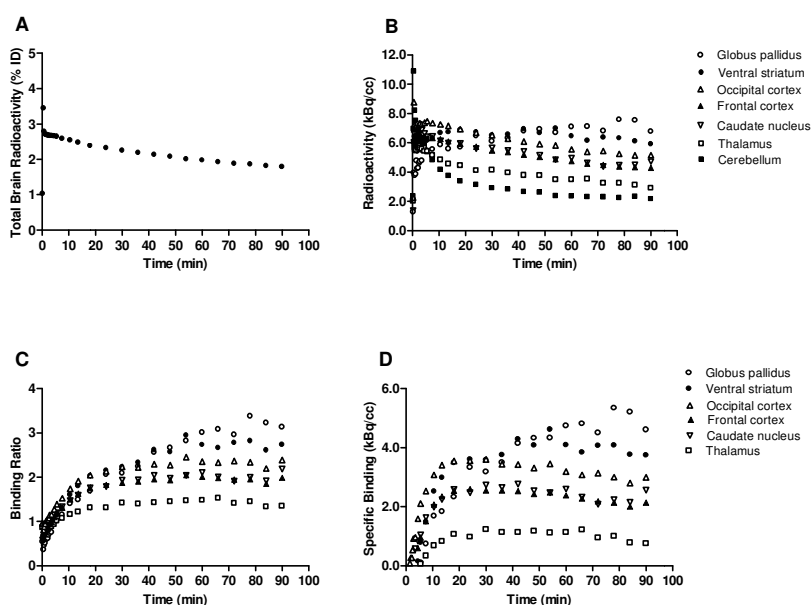 A
Total Brain Radioactivity (% ID)
5
4
3
2
1
0
0 10 20 30 40 50 60 70 80 90 100
Time (min)
B
Radioactivity (kBq/cc)
12.0
10.0
8.0
6.0
4.0
2.0
0.0
0 10 20 30 40 50 60 70 80 90 100
Time (min)
Globus pallidus
Ventral striatum
Occipital cortex
Frontal cortex
Caudate nucleus
Thalamus
Cerebellum
C
Binding Ratio
4
3
2
1
0
0 10 20 30 40 50 60 70 80 90 100
Time (min)
D
Specific Binding (kBq/cc)
6.0
4.0
2.0
0.0
0 10 20 30 40 50 60 70 80 90 100
Time (min)
Globus pallidus
Ventral striatum
Occipital cortex
Frontal cortex
Caudate nucleus
Thalamus